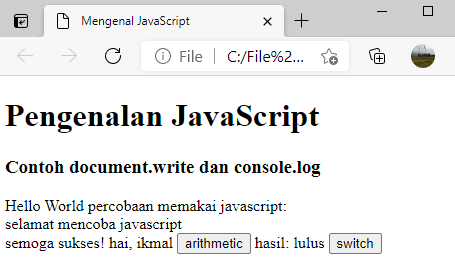 Mengenal JavaScript
File | C:/File%2...
Pengenalan JavaScript
Contoh document.write dan console.log
Hello World percobaan memakai javascript:
selamat mencoba javascript
semoga sukses! hai, ikmal arithmetic hasil: lulus switch